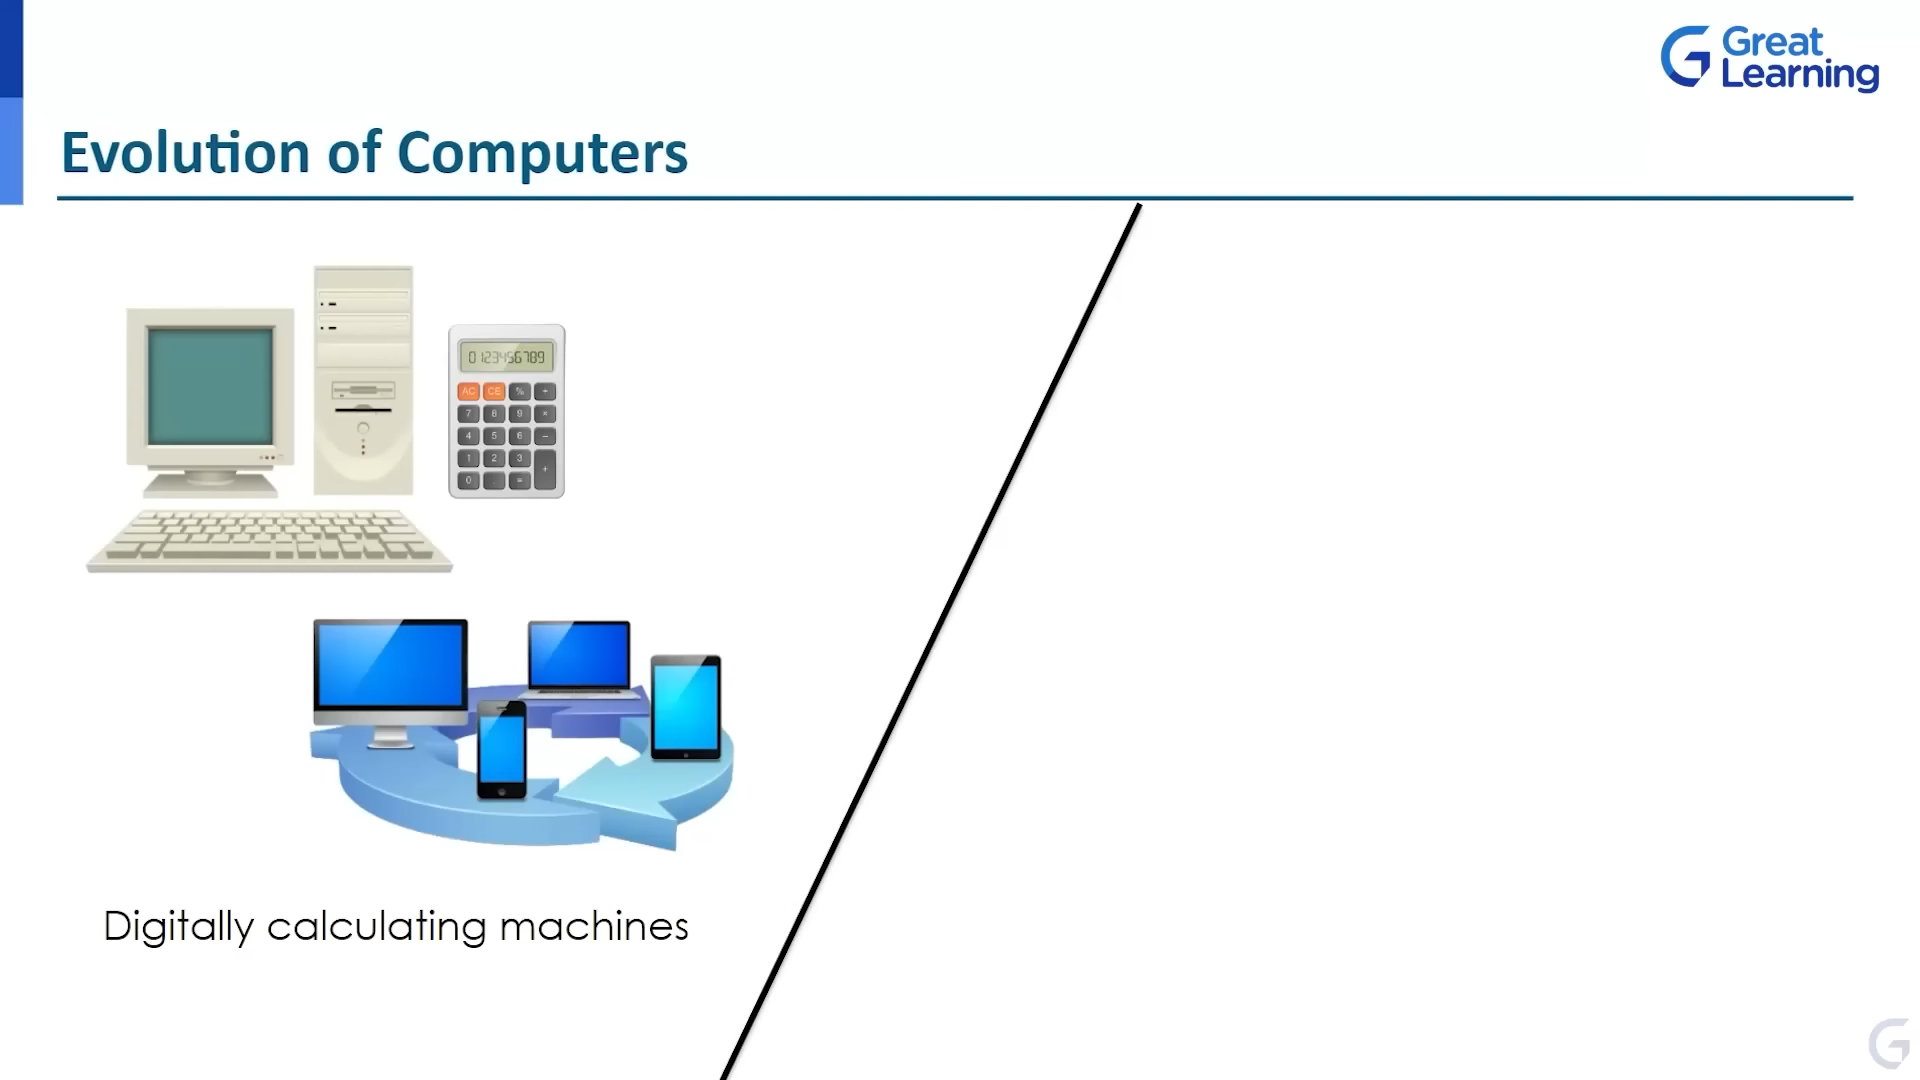 Great
Learning
Evolution of Computers
0123456789
AC CE % ÷
7 8 9 ×
4 5 6 −
1 2 3
0 . = +
Digitally calculating machines